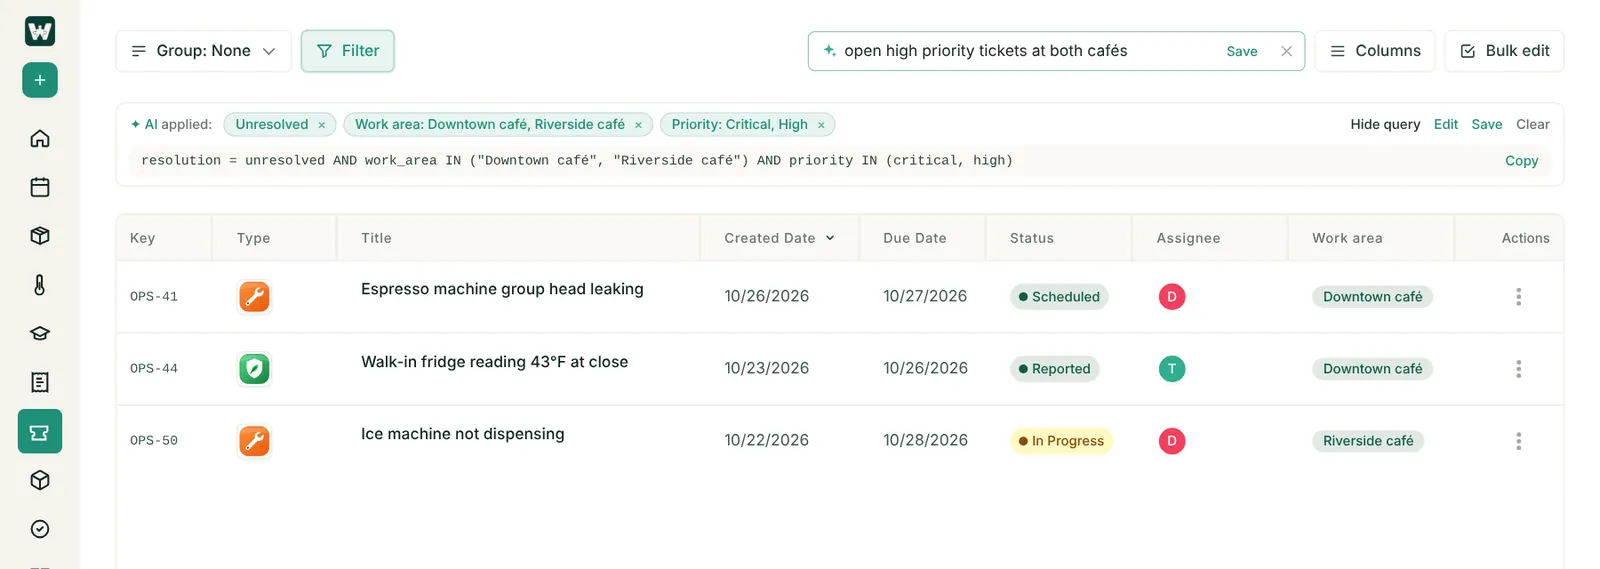 W
+
Group: None
Filter
open high priority tickets at both cafés
Save
Columns
Bulk edit
AI applied:
Unresolved ×
Work area: Downtown café, Riverside café ×
Priority: Critical, High ×
Hide query
Edit
Save
Clear
resolution = unresolved AND work_area IN ("Downtown café", "Riverside café") AND priority IN (critical, high)
Copy
Key Type Title Created Date Due Date Status Assignee Work area Actions
OPS-41 Espresso machine group head leaking 10/26/2026 10/27/2026 Scheduled D Downtown café
OPS-44 Walk-in fridge reading 43°F at close 10/23/2026 10/26/2026 Reported T Downtown café
OPS-50 Ice machine not dispensing 10/22/2026 10/28/2026 In Progress D Riverside café